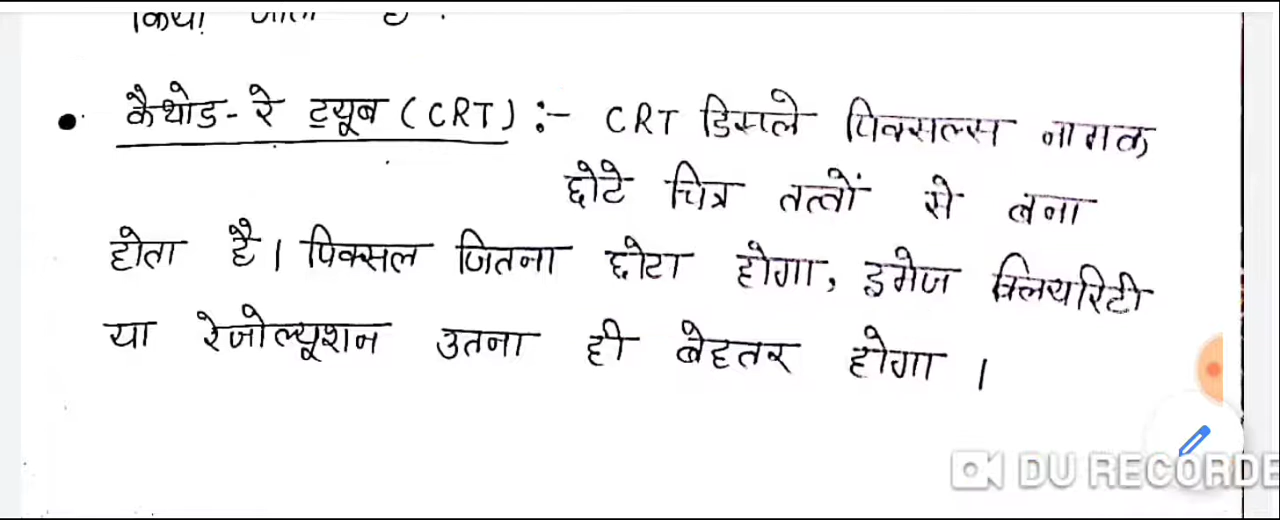 • कैथोड-रे ट्यूब (CRT) :- CRT डिस्प्ले पिक्सल्स नामक
छोटे चित्र तत्वों से बना
होता है। पिक्सल जितना छोटा होगा, इमेज क्लियरिटी
या रेजोल्यूशन उतना ही बेहतर होगा ।
DU RECORDE